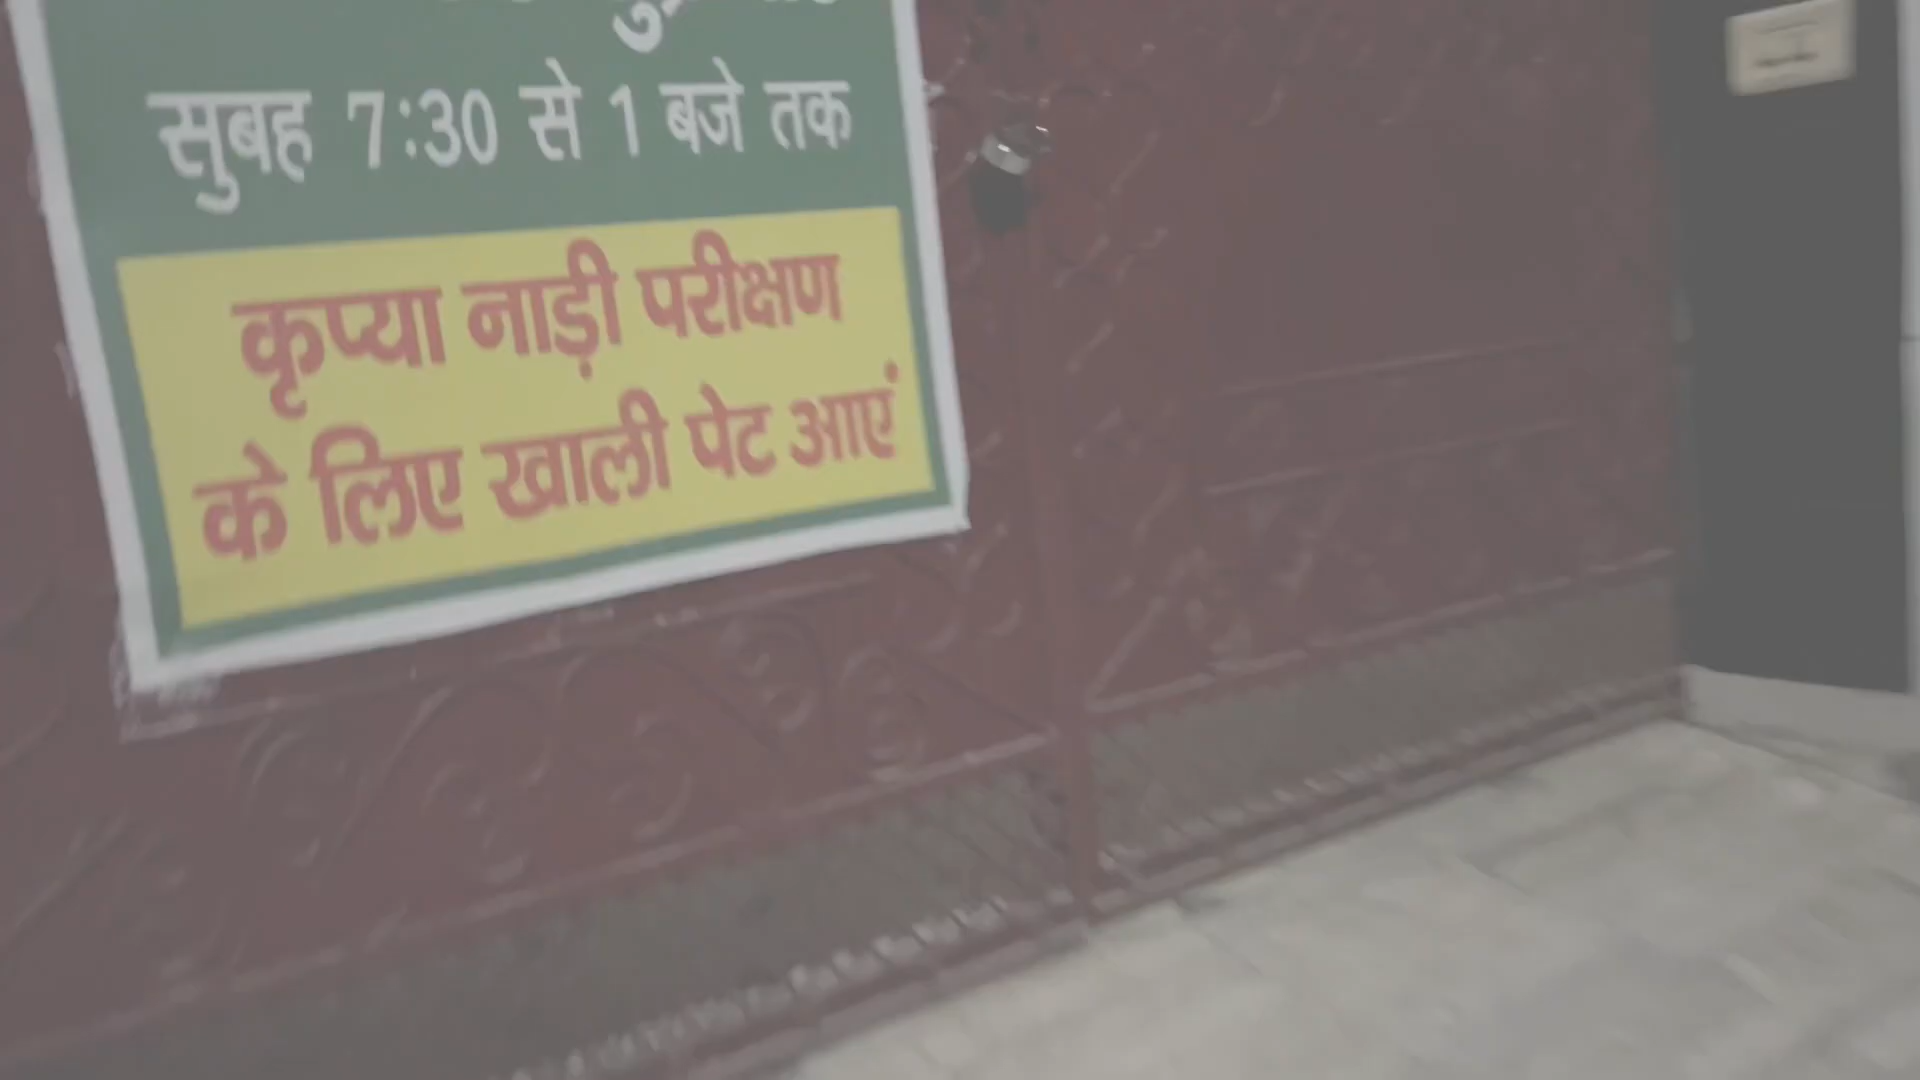 सुबह 7:30 से 1 बजे तक
कृप्या नाड़ी परीक्षण
के लिए खाली पेट आएं